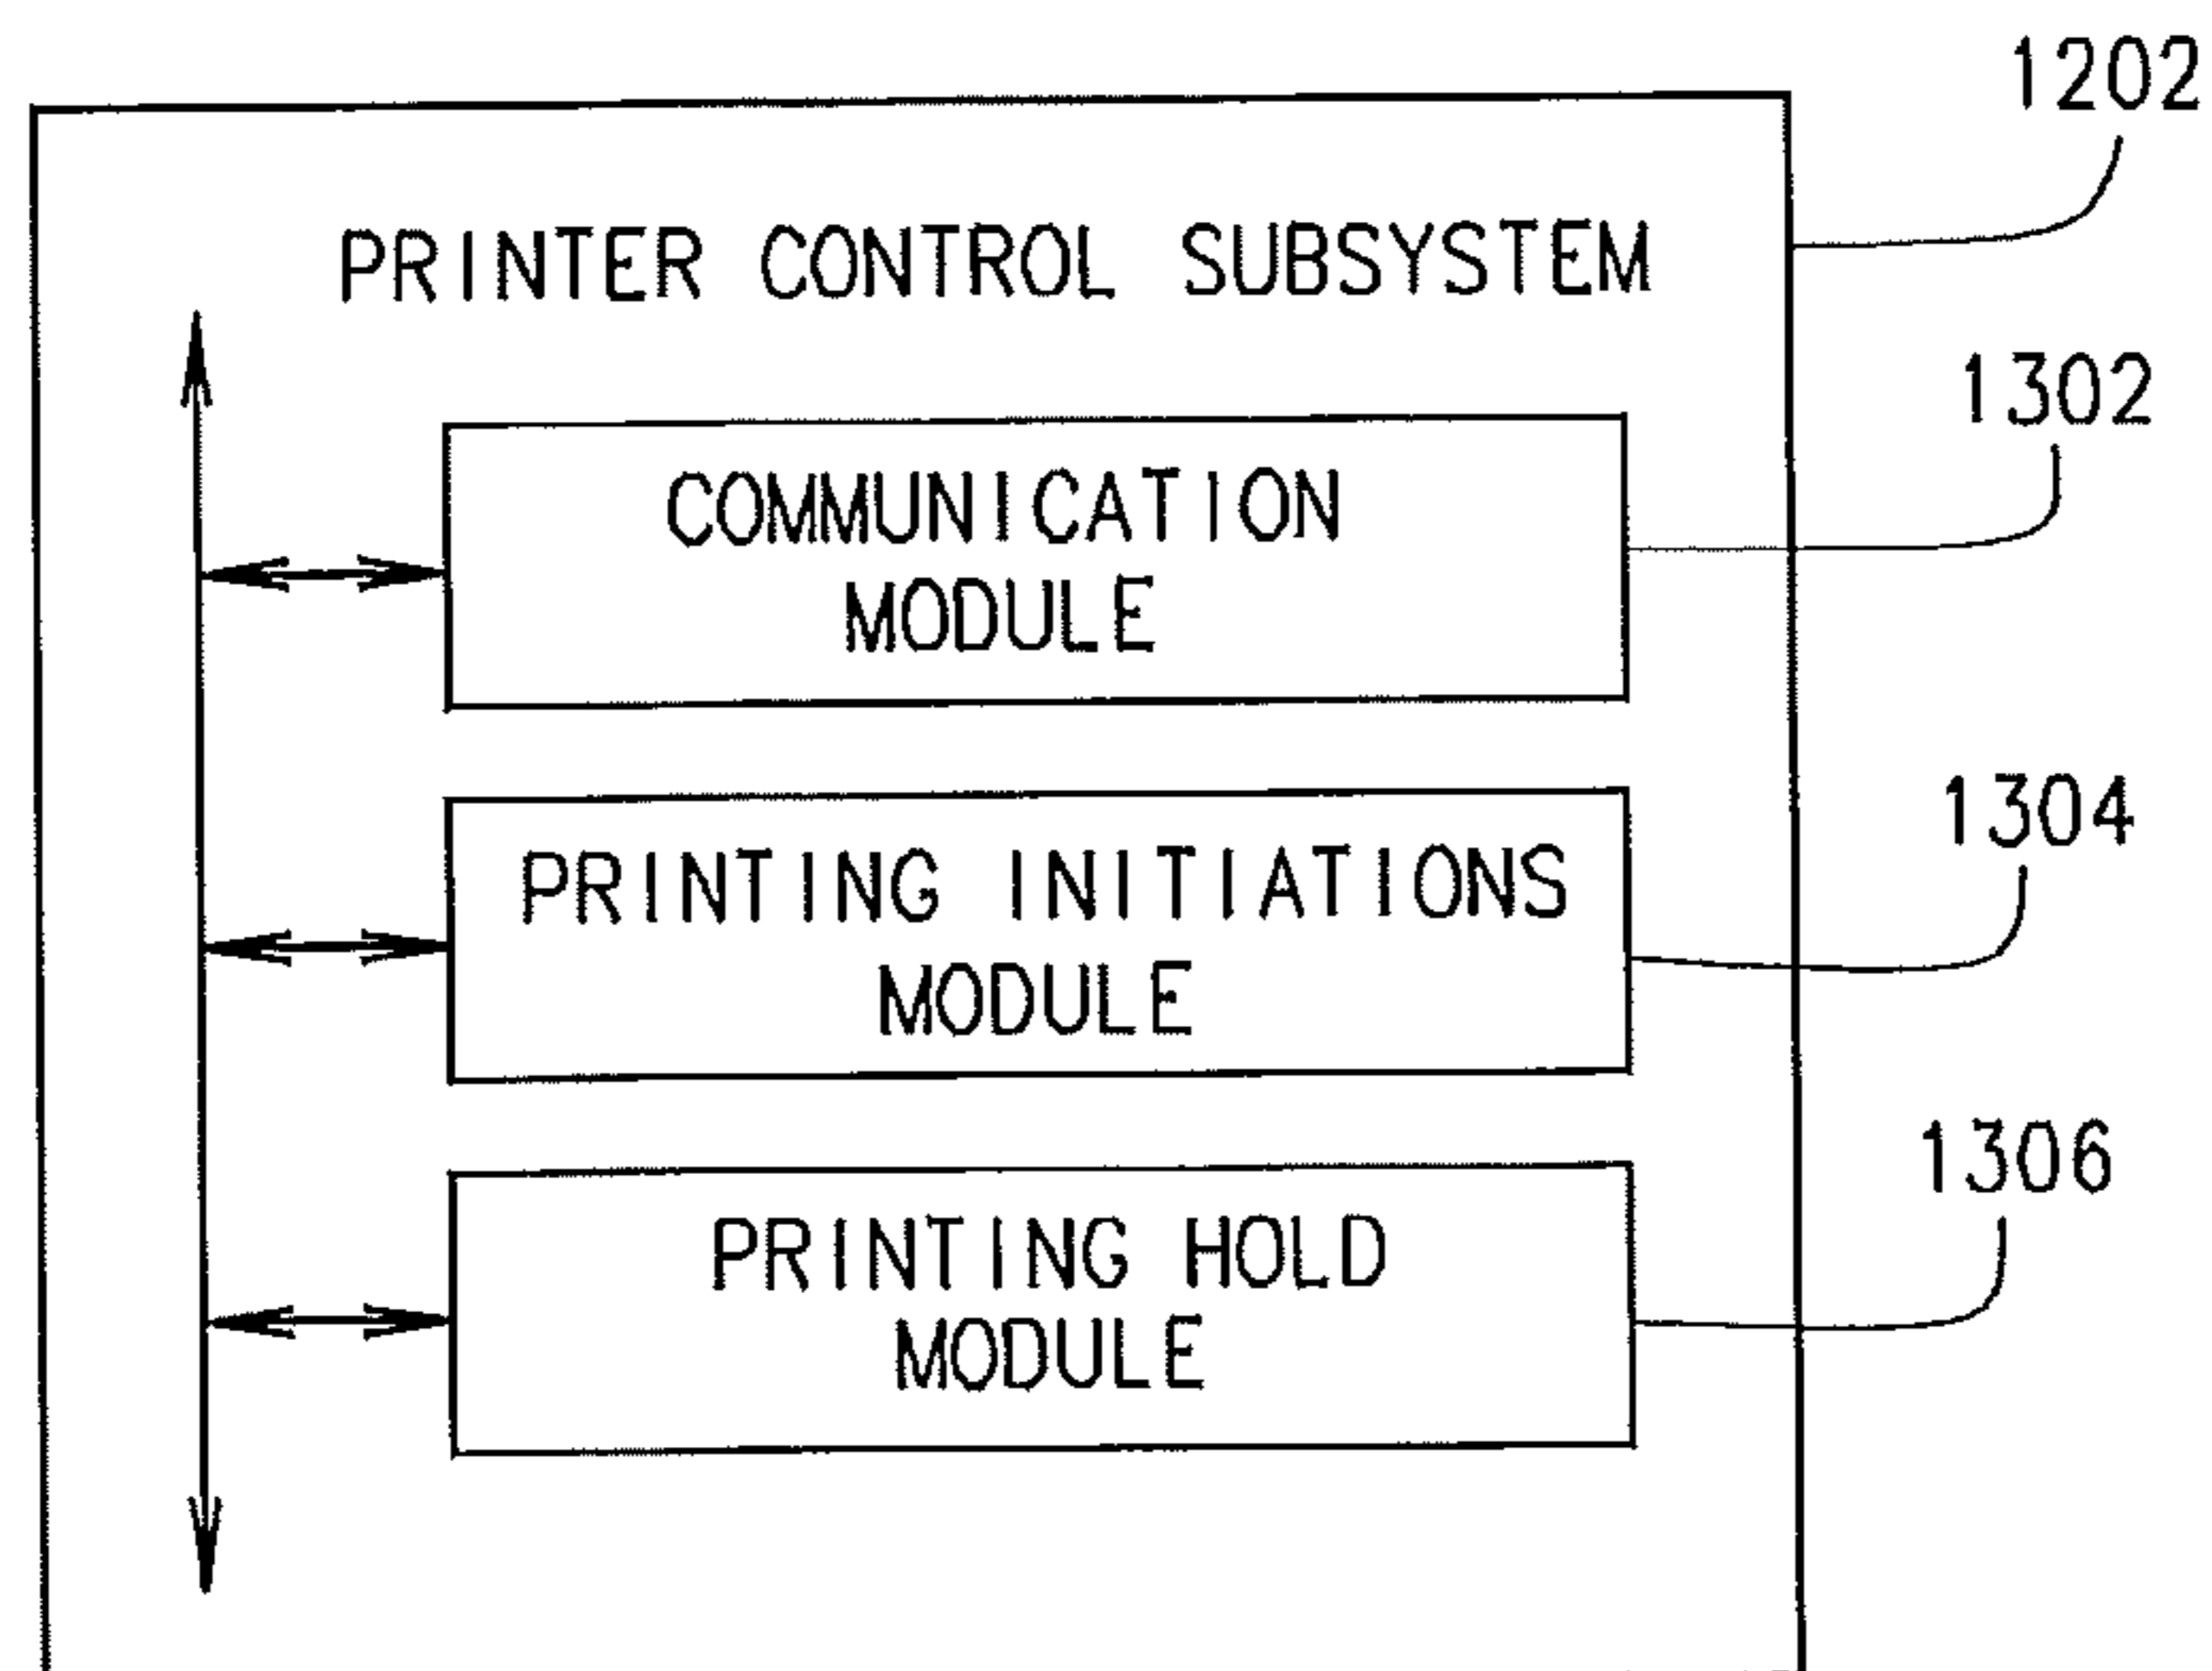 1202
PRINTER CONTROL SUBSYSTEM
1302
COMMUNICATION
MODULE
1304
PRINTING INITIATIONS
MODULE
1306
PRINTING HOLD
MODULE